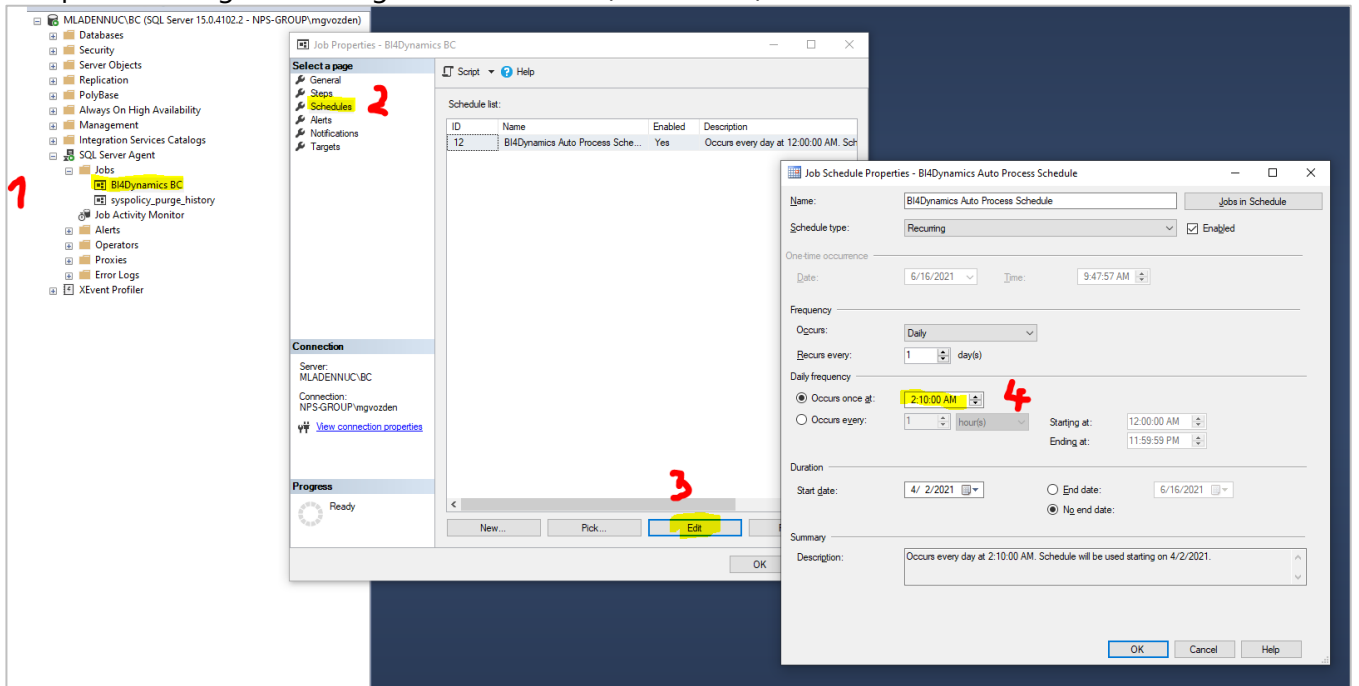 MLADENNUC\BC (SQL Server 15.0.4102.2 - NPS-GROUP\mgvozden)
Databases
Security
Server Objects
Replication
PolyBase
Always On High Availability
Management
Integration Services Catalogs
SQL Server Agent
Jobs
BI4Dynamics BC
syspolicy_purge_history
Job Activity Monitor
Alerts
Operators
Proxies
Error Logs
XEvent Profiler
1
Job Properties - BI4Dynamics BC
Select a page
General
Steps
Schedules
Alerts
Notifications
Targets
2
Script Help
Schedule list:
ID Name Enabled Description
12 BI4Dynamics Auto Process Sche... Yes Occurs every day at 12:00:00 AM. Sch
Connection
Server:
MLADENNUC\BC
Connection:
NPS-GROUP\mgvozden
View connection properties
Progress
Ready
3
New... Pick... Edit
OK
Job Schedule Properties - BI4Dynamics Auto Process Schedule
Name: BI4Dynamics Auto Process Schedule Jobs in Schedule
Schedule type: Recurring Enabled
One-time occurrence
Date: 6/16/2021 Time: 9:47:57 AM
Frequency
Occurs: Daily
Recurs every: 1 day(s)
Daily frequency
Occurs once at: 2:10:00 AM 4
Occurs every: 1 hour(s) Starting at: 12:00:00 AM
Ending at: 11:59:59 PM
Duration
Start date: 4/ 2/2021 End date: 6/16/2021
No end date:
Summary
Description: Occurs every day at 2:10:00 AM. Schedule will be used starting on 4/2/2021.
OK Cancel Help